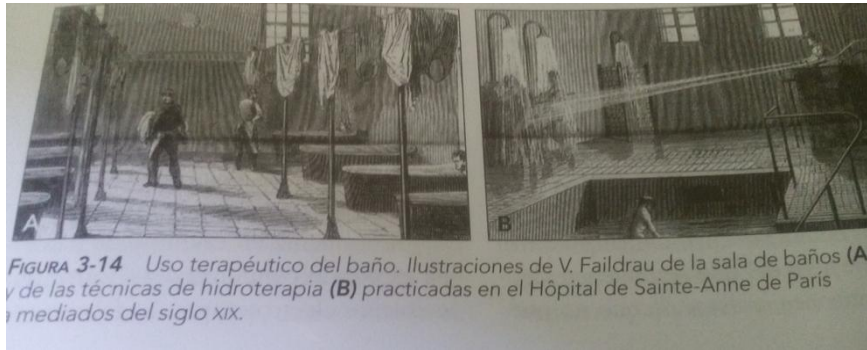 A
B
FIGURA 3-14 Uso terapéutico del baño. Ilustraciones de V. Faildrau de la sala de baños (A
y de las técnicas de hidroterapia (B) practicadas en el Hôpital de Sainte-Anne de París
a mediados del siglo XIX.